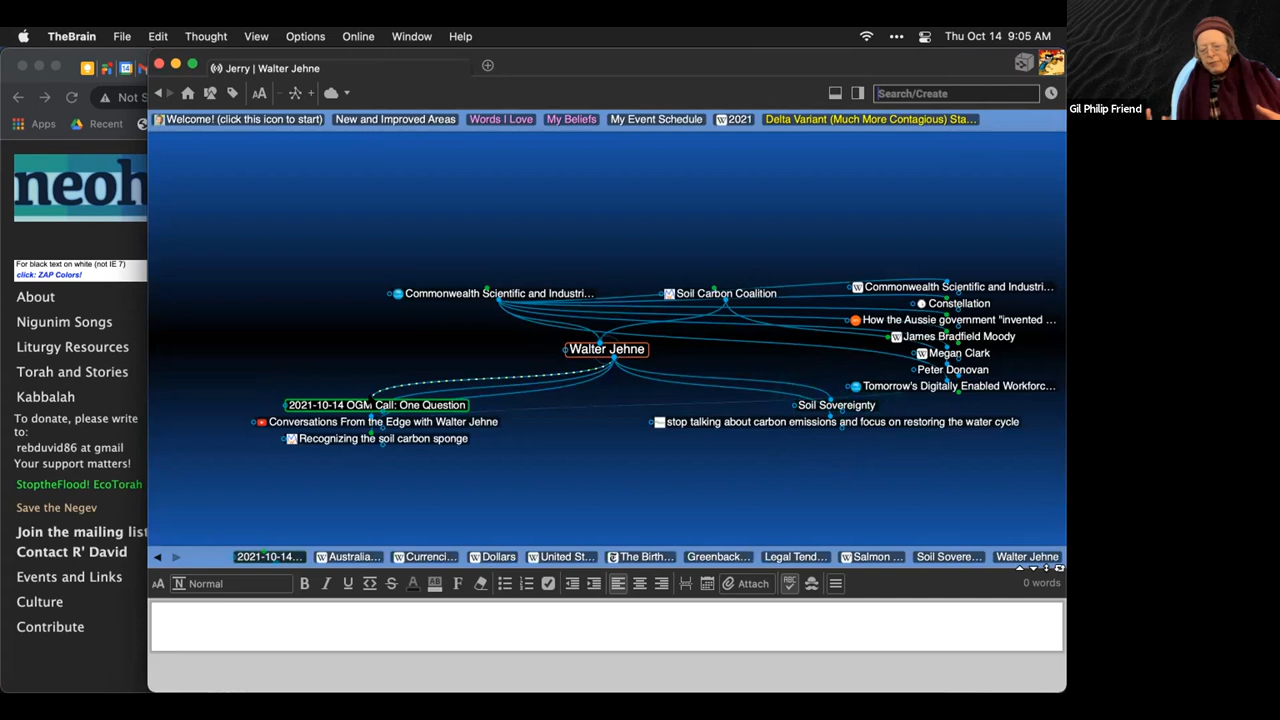 TheBrain File Edit Thought View Options Online Window Help Thu Oct 14 9:05 AM
Jerry | Walter Jehne
Not S
Search/Create
Apps Recent
Welcome! (click this icon to start) New and Improved Areas Words I Love My Beliefs My Event Schedule 2021 Delta Variant (Much More Contagious) Sta...
Gil Philip Friend
neoh
For black text on white (not IE 7)
click: ZAP Colors!
About
Nigunim Songs
Liturgy Resources
Torah and Stories
Kabbalah
To donate, please write
to:
rebduvid86 at gmail
Your support matters!
StoptheFlood! EcoTorah
Save the Negev
Join the mailing list
Contact R' David
Events and Links
Culture
Contribute
Commonwealth Scientific and Industri...
Soil Carbon Coalition
Commonwealth Scientific and Industri...
Constellation
How the Aussie government "invented ...
James Bradfield Moody
Megan Clark
Peter Donovan
Tomorrow's Digitally Enabled Workforc...
Walter Jehne
2021-10-14 OGM Call: One Question
Conversations From the Edge with Walter Jehne
Recognizing the soil carbon sponge
Soil Sovereignty
stop talking about carbon emissions and focus on restoring the water cycle
2021-10-14... Australia... Currenci... Dollars United St... The Birth... Greenback... Legal Tend... Salmon ... Soil Sovere... Walter Jehne
Normal B I U S A AB F Attach ABC 0 words